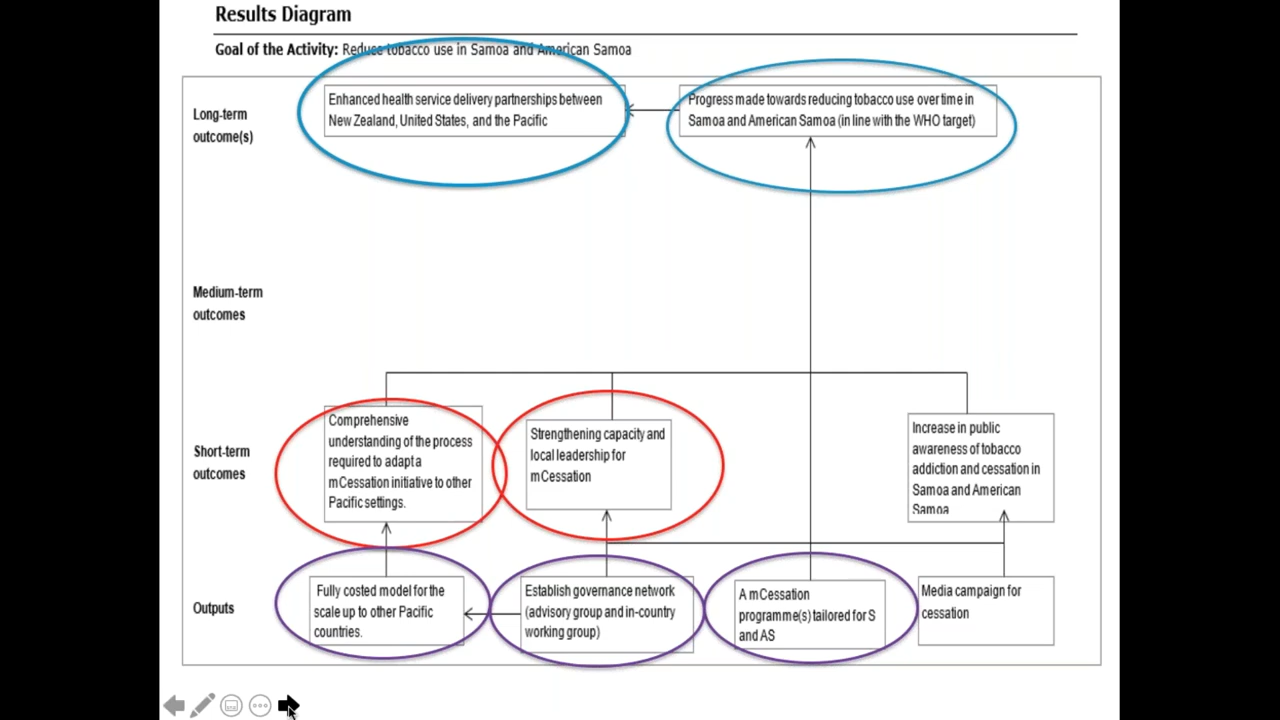 Results Diagram
Goal of the Activity: Reduce tobacco use in Samoa and American Samoa
Long-term
outcome(s)
Enhanced health service delivery partnerships between
New Zealand, United States, and the Pacific
Progress made towards reducing tobacco use over time in
Samoa and American Samoa (in line with the WHO target)
Medium-term
outcomes
Short-term
outcomes
Comprehensive
understanding of the process
required to adapt a
mCessation initiative to other
Pacific settings.
Strengthening capacity and
local leadership for
mCessation
Increase in public
awareness of tobacco
addiction and cessation in
Samoa and American
Samoa
Outputs
Fully costed model for the
scale up to other Pacific
countries.
Establish governance network
(advisory group and in-country
working group)
A mCessation
programme(s) tailored for S
and AS
Media campaign for
cessation